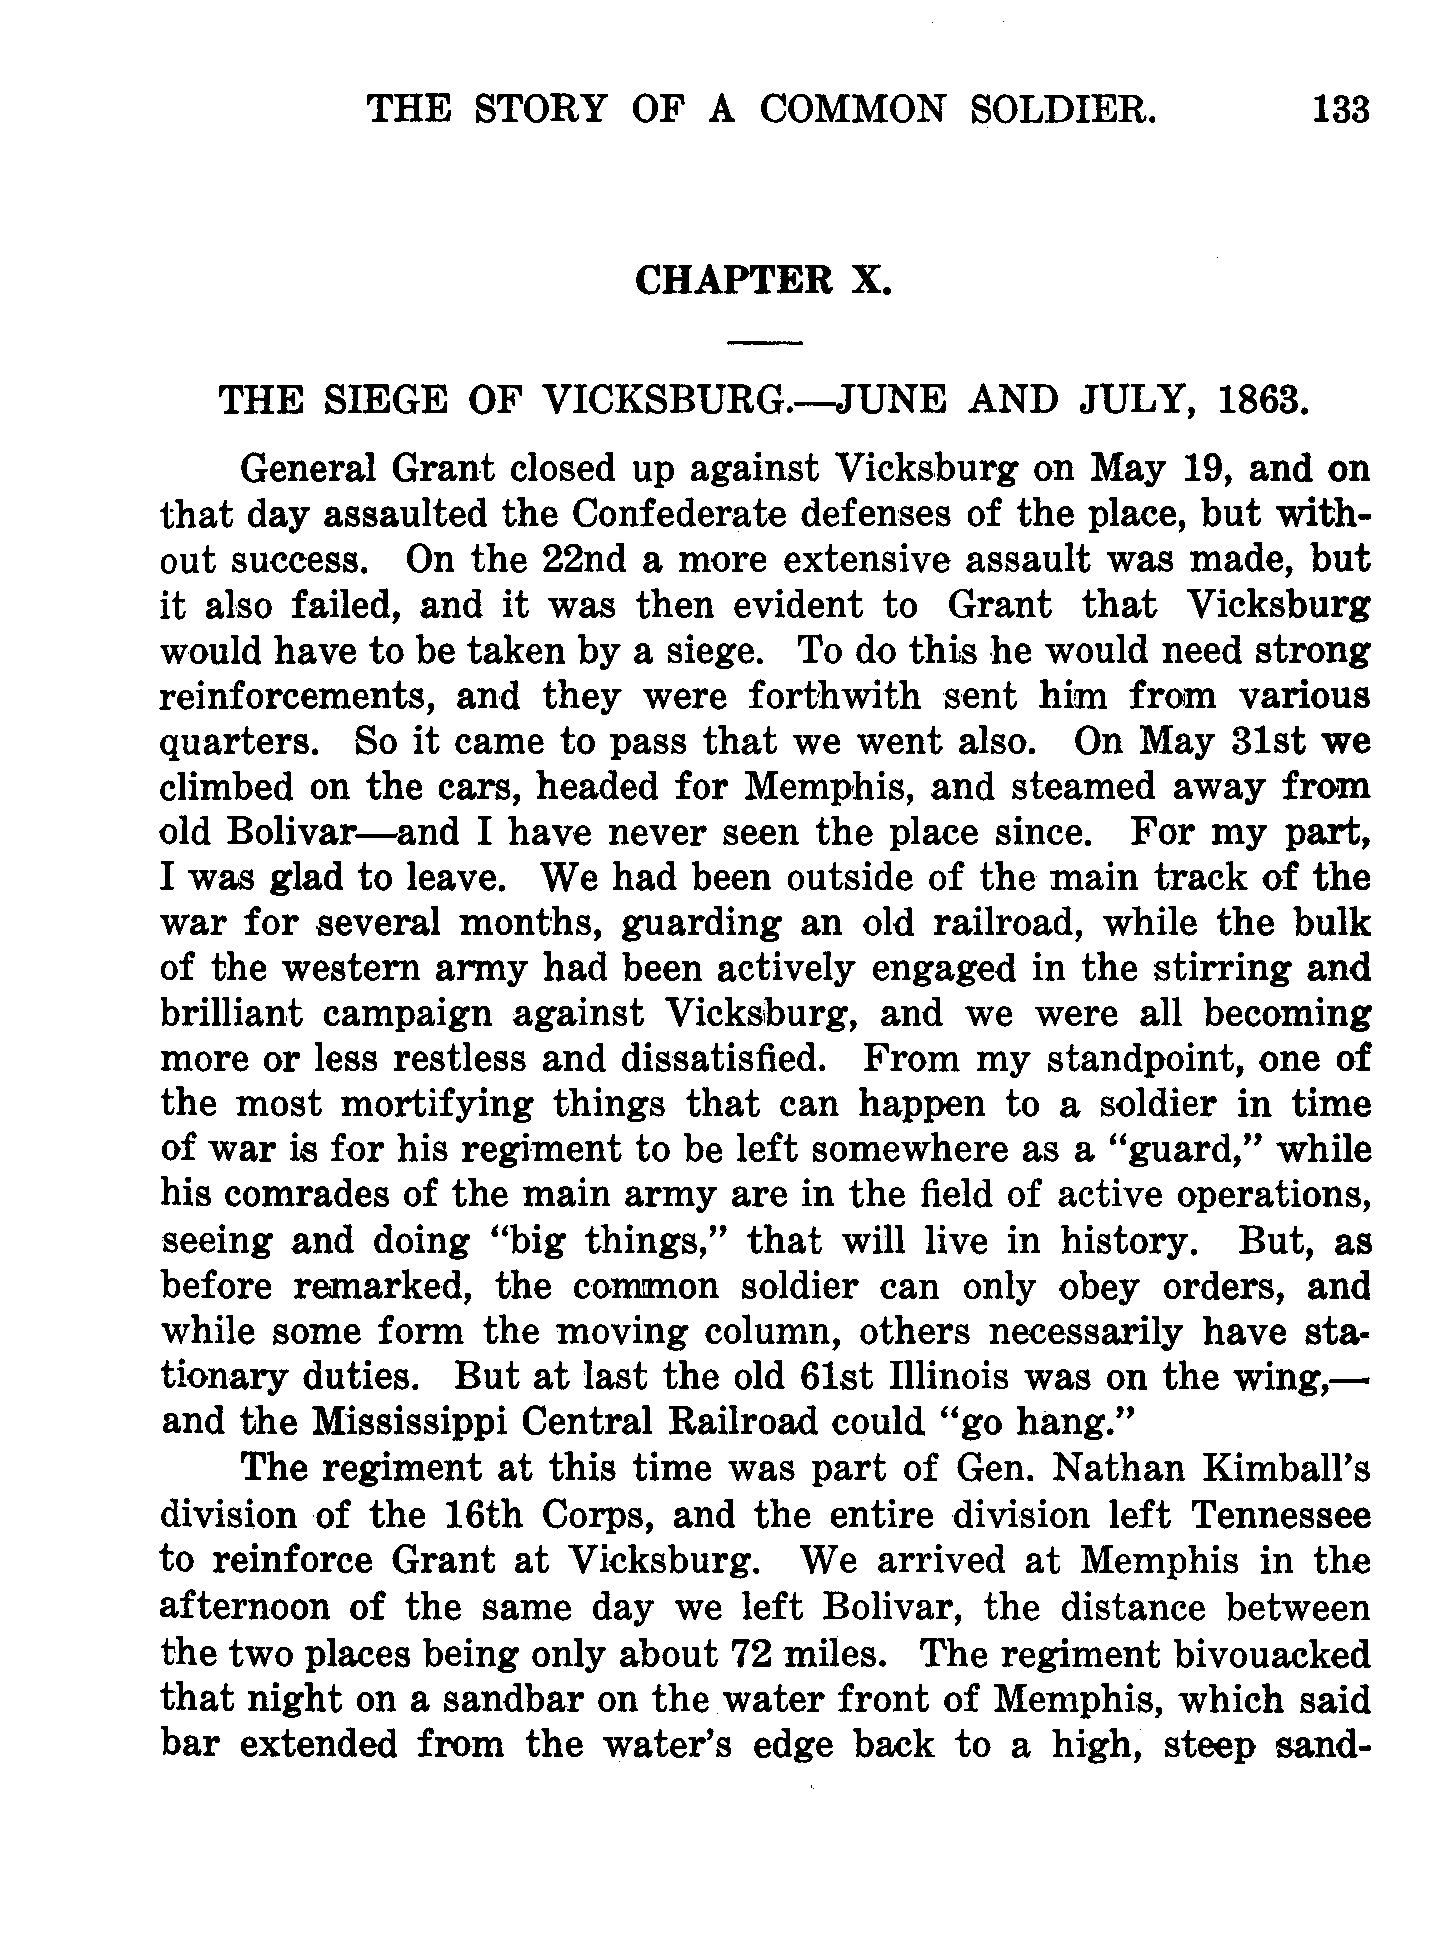 THE STORY OF A COMMON SOLDIER. 133
CHAPTER X.
THE SIEGE OF VICKSBURG.—JUNE AND JULY, 1863.
General Grant closed up against Vicksburg on May 19, and on
that day assaulted the Confederate defenses of the place, but with-
out success. On the 22nd a more extensive assault was made, but
it also failed, and it was then evident to Grant that Vicksburg
would have to be taken by a siege. To do this he would need strong
reinforcements, and they were forthwith sent him from various
quarters. So it came to pass that we went also. On May 31st we
climbed on the cars, headed for Memphis, and steamed away from
old Bolivar—and I have never seen the place since. For my part,
I was glad to leave. We had been outside of the main track of the
war for several months, guarding an old railroad, while the bulk
of the western army had been actively engaged in the stirring and
brilliant campaign against Vicksburg, and we were all becoming
more or less restless and dissatisfied. From my standpoint, one of
the most mortifying things that can happen to a soldier in time
of war is for his regiment to be left somewhere as a "guard," while
his comrades of the main army are in the field of active operations,
seeing and doing "big things," that will live in history. But, as
before remarked, the common soldier can only obey orders, and
while some form the moving column, others necessarily have sta-
tionary duties. But at last the old 61st Illinois was on the wing,—
and the Mississippi Central Railroad could "go hang."
The regiment at this time was part of Gen. Nathan Kimball's
division of the 16th Corps, and the entire division left Tennessee
to reinforce Grant at Vicksburg. We arrived at Memphis in the
afternoon of the same day we left Bolivar, the distance between
the two places being only about 72 miles. The regiment bivouacked
that night on a sandbar on the water front of Memphis, which said
bar extended from the water's edge back to a high, steep sand-